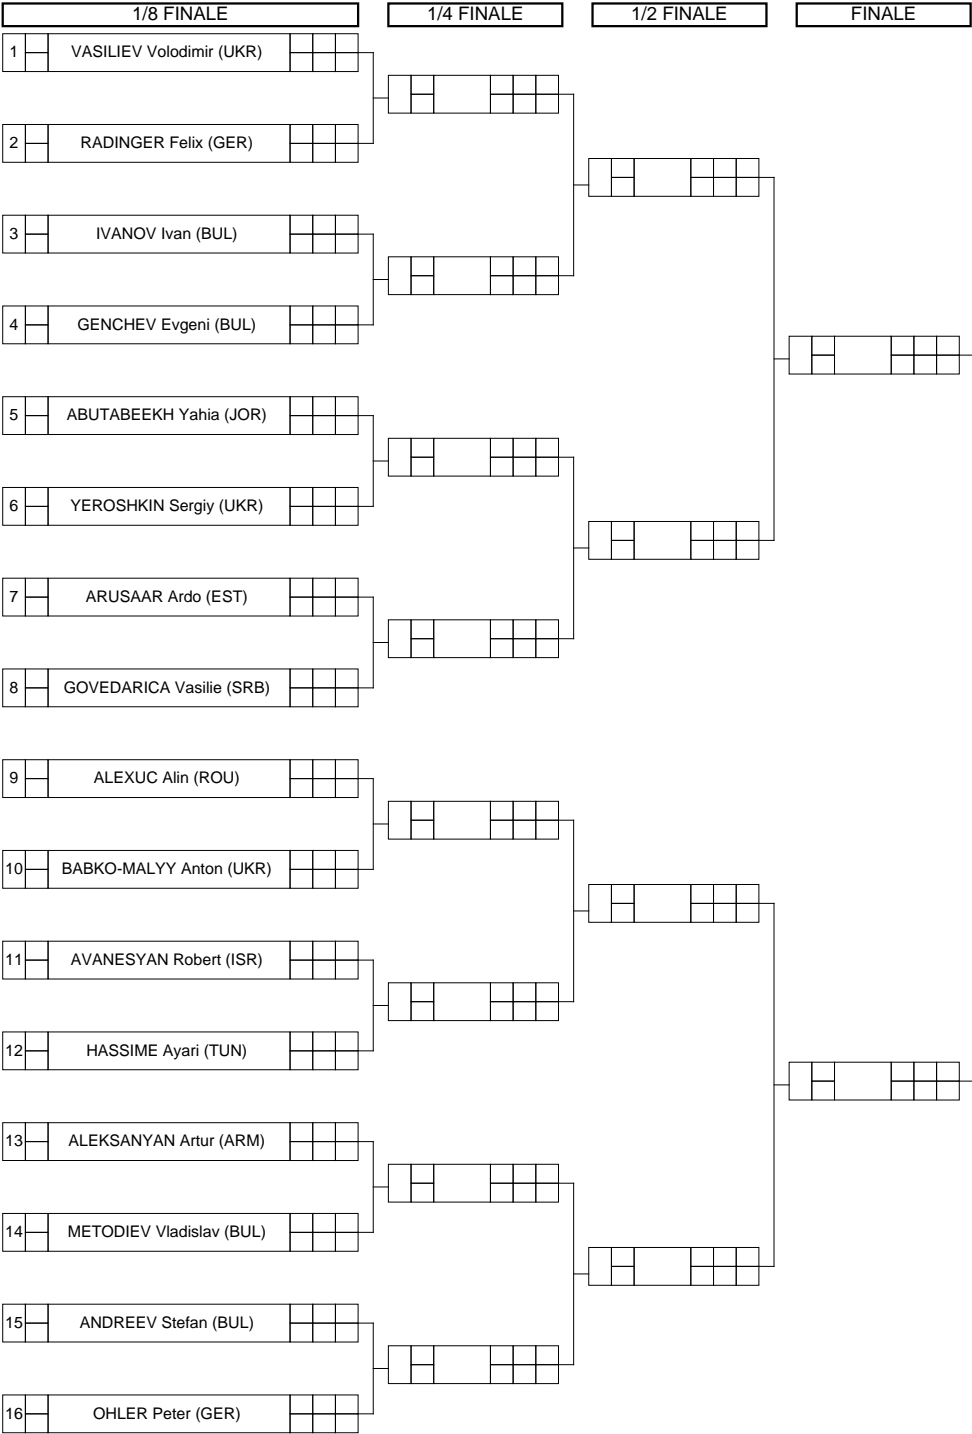 1/8 FINALE 1/4 FINALE 1/2 FINALE FINALE
1 VASILIEV Volodimir (UKR)
2 RADINGER Felix (GER)
3 IVANOV Ivan (BUL)
4 GENCHEV Evgeni (BUL)
5 ABUTABEEKH Yahia (JOR)
6 YEROSHKIN Sergiy (UKR)
7 ARUSAAR Ardo (EST)
8 GOVEDARICA Vasilie (SRB)
9 ALEXUC Alin (ROU)
10 BABKO-MALYY Anton (UKR)
11 AVANESYAN Robert (ISR)
12 HASSIME Ayari (TUN)
13 ALEKSANYAN Artur (ARM)
14 METODIEV Vladislav (BUL)
15 ANDREEV Stefan (BUL)
16 OHLER Peter (GER)